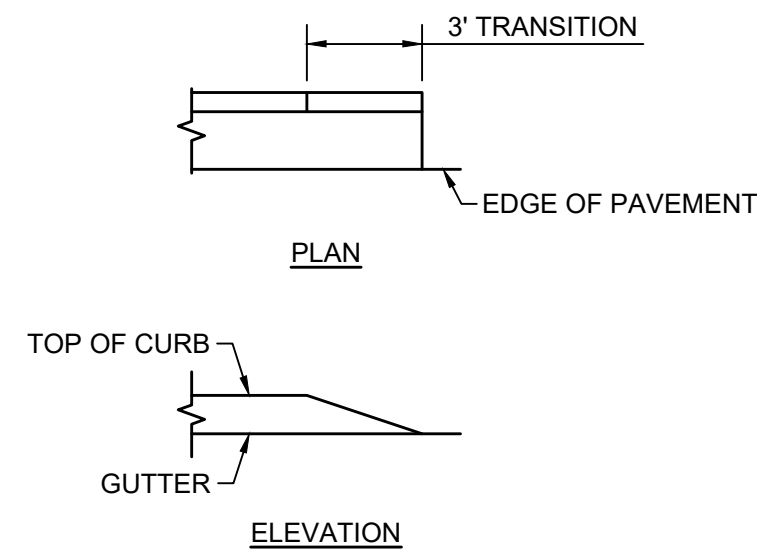 3' TRANSITION
EDGE OF PAVEMENT
PLAN
TOP OF CURB
GUTTER
ELEVATION